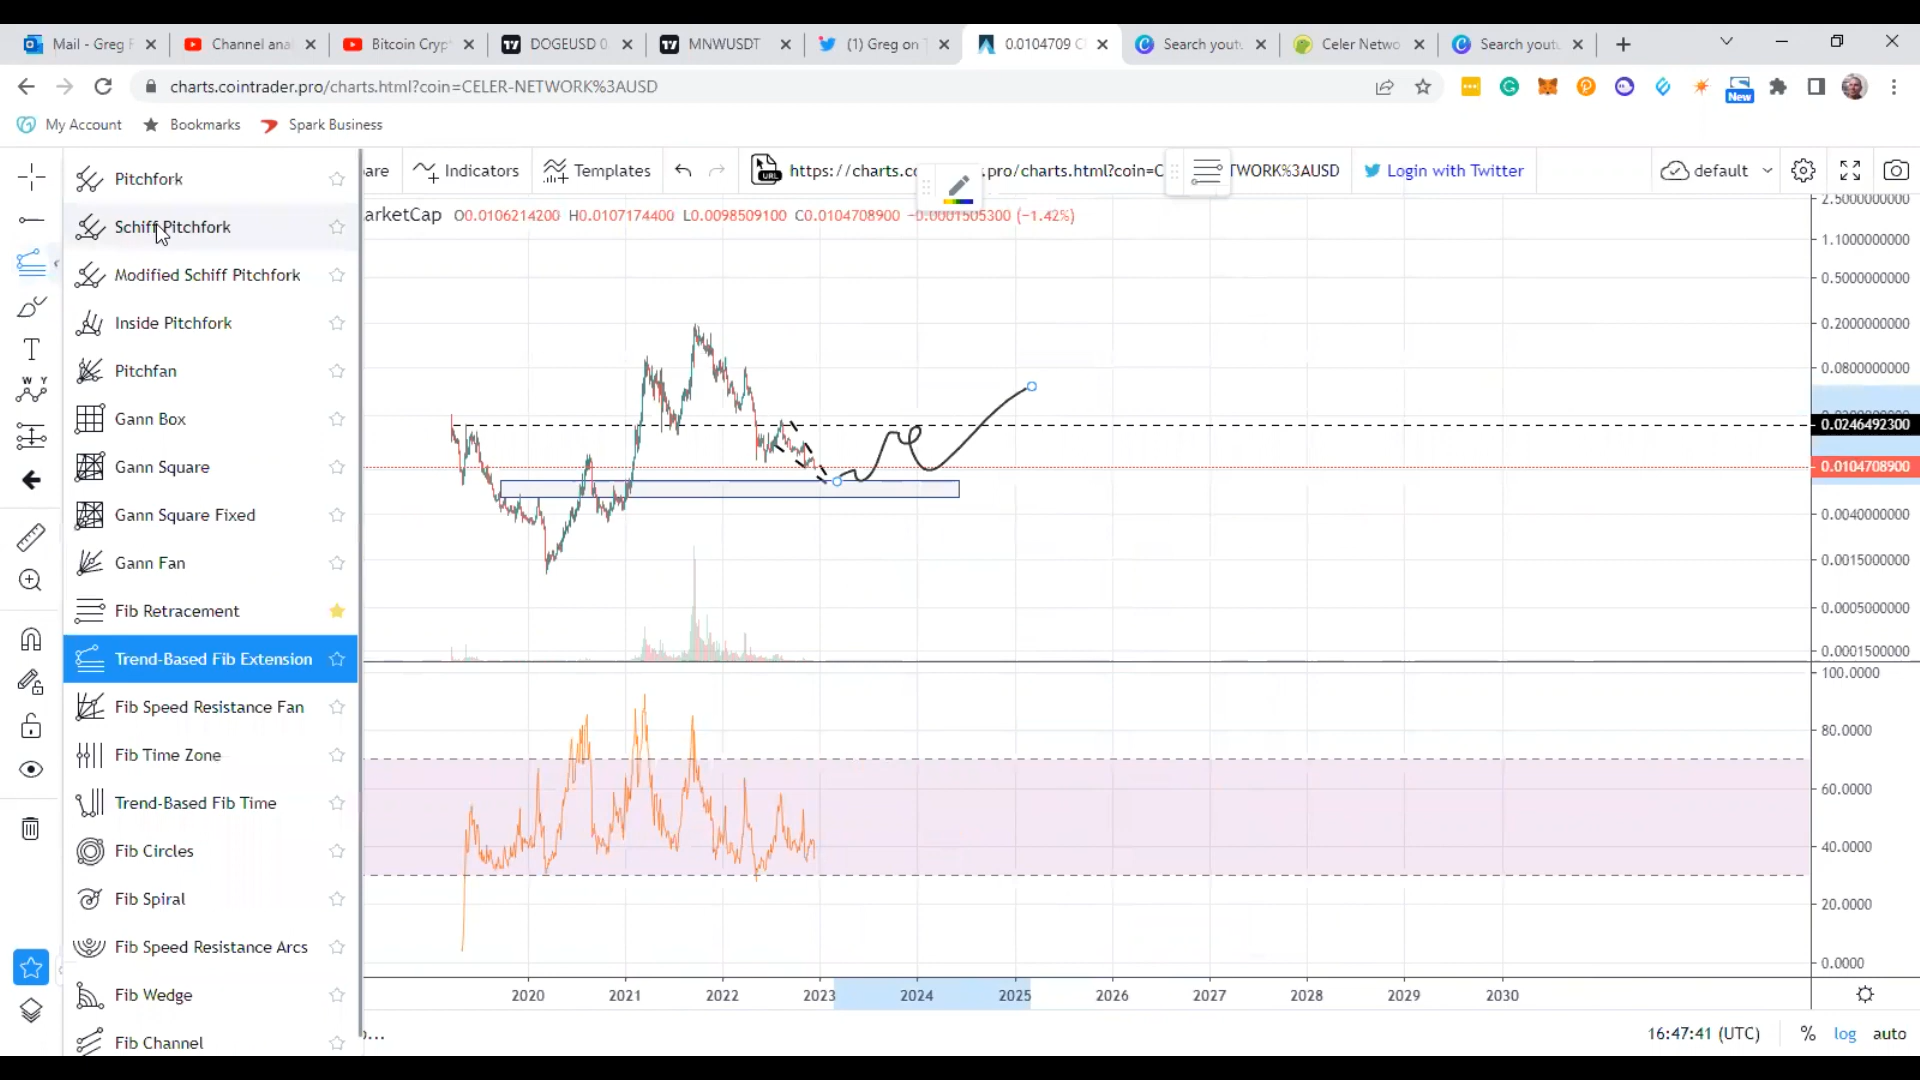 Mail - Greg F
Channel ana
Bitcoin Cryp
DOGEUSD 0.
MNWUSDT
(1) Greg on T
0.0104709 C
Search youtu
Celer Netwo
Search youtu
charts.cointrader.pro/charts.html?coin=CELER-NETWORK%3AUSD
New
My Account
Bookmarks
Spark Business
are
Indicators
Templates
URL
https://charts.co
.pro/charts.html?coin=C
TWORK%3AUSD
Login with Twitter
default
arketCap O0.0106214200 H0.0107174400 L0.0098509100 C0.0104708900 −0.0001505300 (−1.42%)
Pitchfork
Schiff Pitchfork
Modified Schiff Pitchfork
Inside Pitchfork
Pitchfan
Gann Box
Gann Square
Gann Square Fixed
Gann Fan
Fib Retracement
Trend-Based Fib Extension
Fib Speed Resistance Fan
Fib Time Zone
Trend-Based Fib Time
Fib Circles
Fib Spiral
Fib Speed Resistance Arcs
Fib Wedge
Fib Channel
T
W Y
2.5000000000
1.1000000000
0.5000000000
0.2000000000
0.0800000000
0.0246492300
0.0104708900
0.0040000000
0.0015000000
0.0005000000
0.0001500000
100.0000
80.0000
60.0000
40.0000
20.0000
0.0000
2020 2021 2022 2023 2024 2025 2026 2027 2028 2029 2030
16:47:41 (UTC)
%
log
auto